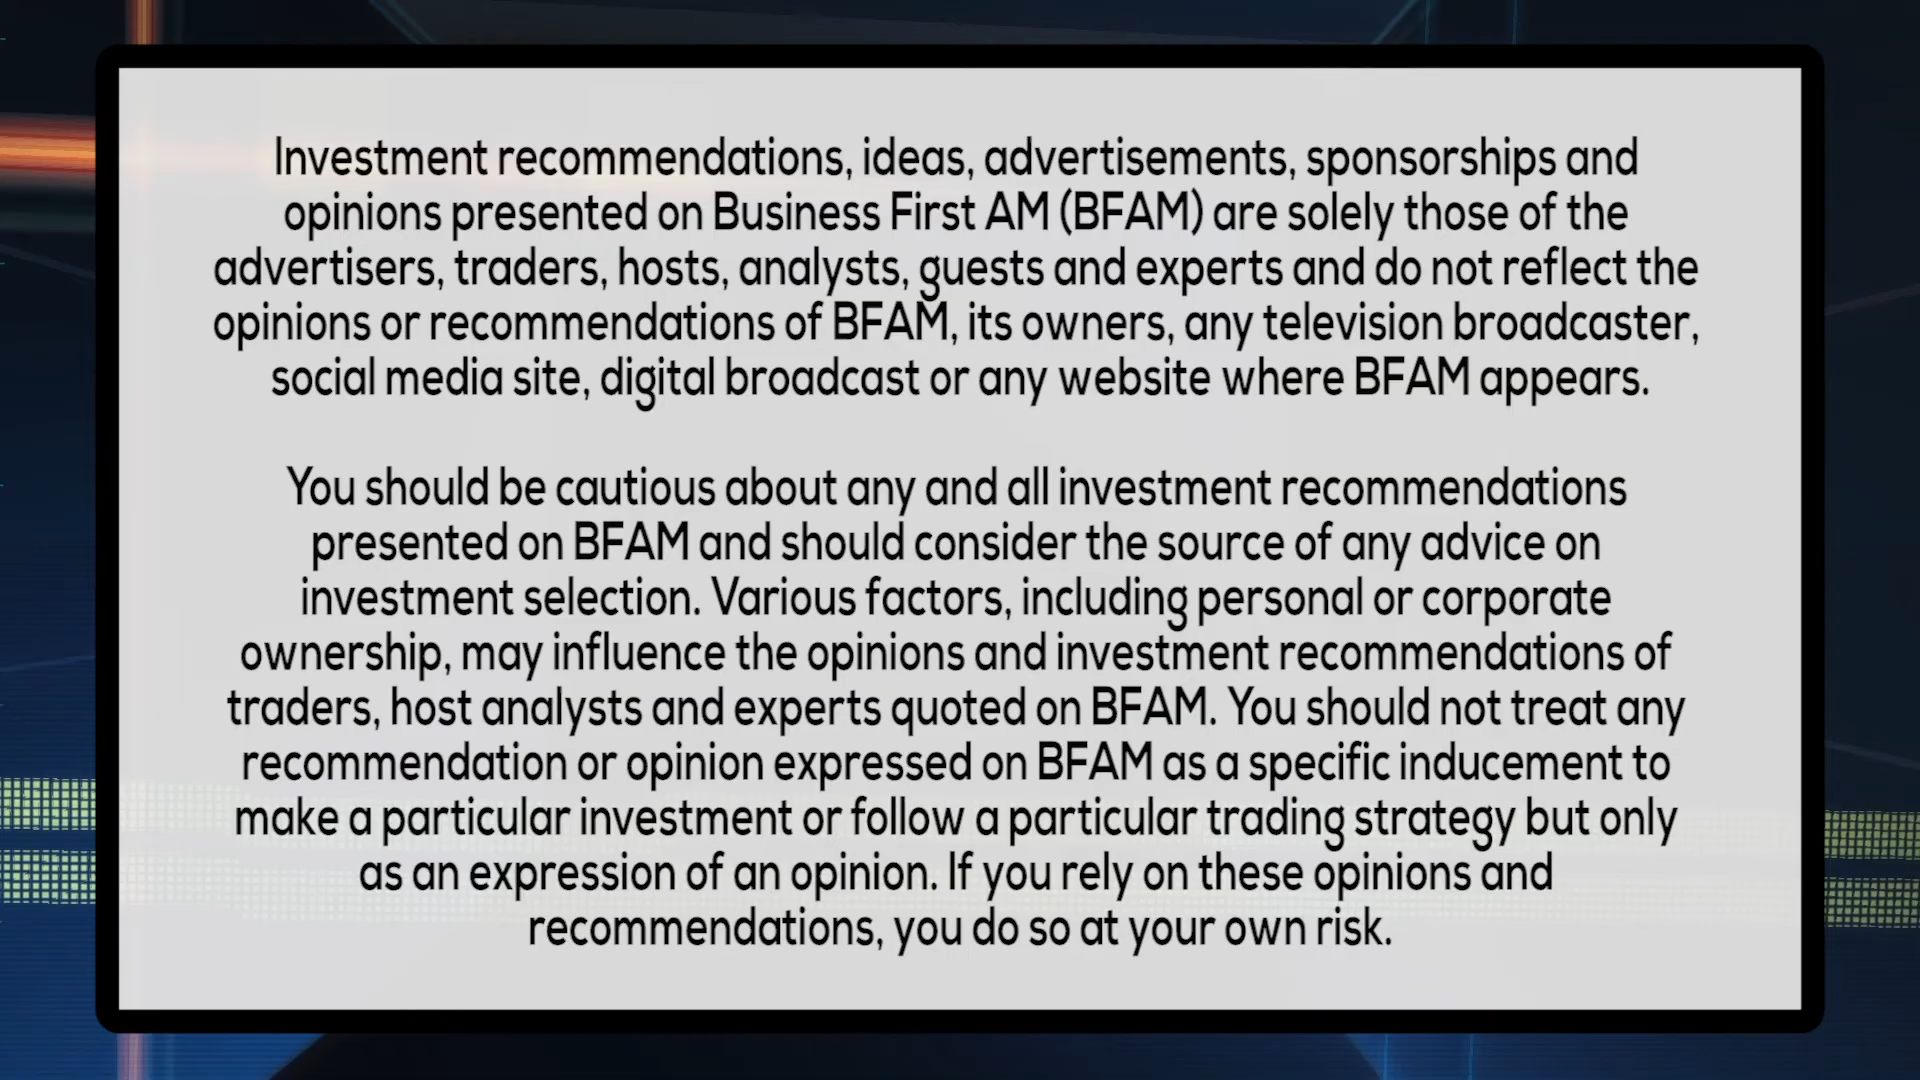 Investment recommendations, ideas, advertisements, sponsorships and
opinions presented on Business First AM (BFAM) are solely those of the
advertisers, traders, hosts, analysts, guests and experts and do not reflect the
opinions or recommendations of BFAM, its owners, any television broadcaster,
social media site, digital broadcast or any website where BFAM appears.
You should be cautious about any and all investment recommendations
presented on BFAM and should consider the source of any advice on
investment selection. Various factors, including personal or corporate
ownership, may influence the opinions and investment recommendations of
traders, host analysts and experts quoted on BFAM. You should not treat any
recommendation or opinion expressed on BFAM as a specific inducement to
make a particular investment or follow a particular trading strategy but only
as an expression of an opinion. If you rely on these opinions and
recommendations, you do so at your own risk.